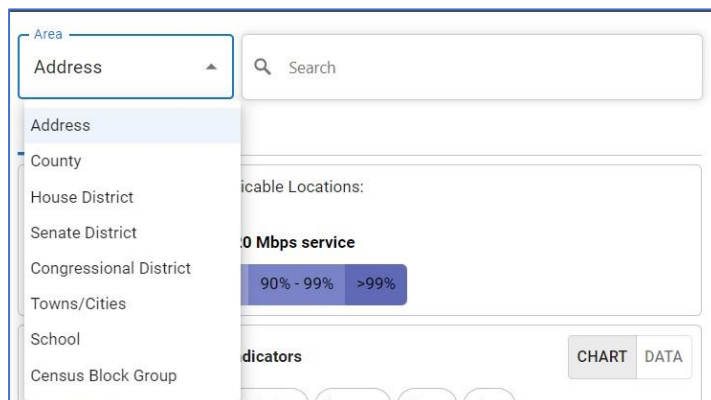 Area
Address
Search
Address
County
House District
Senate District
Congressional District
Towns/Cities
School
Census Block Group
icable Locations:
20 Mbps service
90% - 99%
>99%
dicators
CHART
DATA